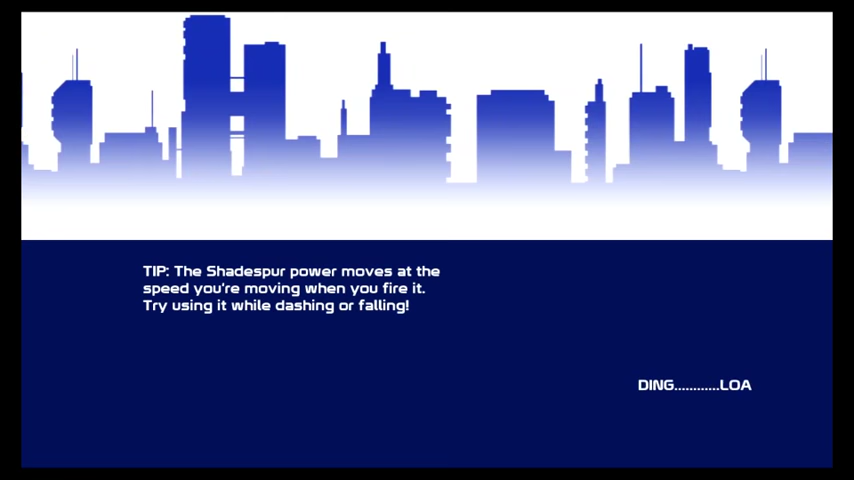 TIP: The Shadespur power moves at the
speed you're moving when you fire it.
Try using it while dashing or falling!
DING............LOA